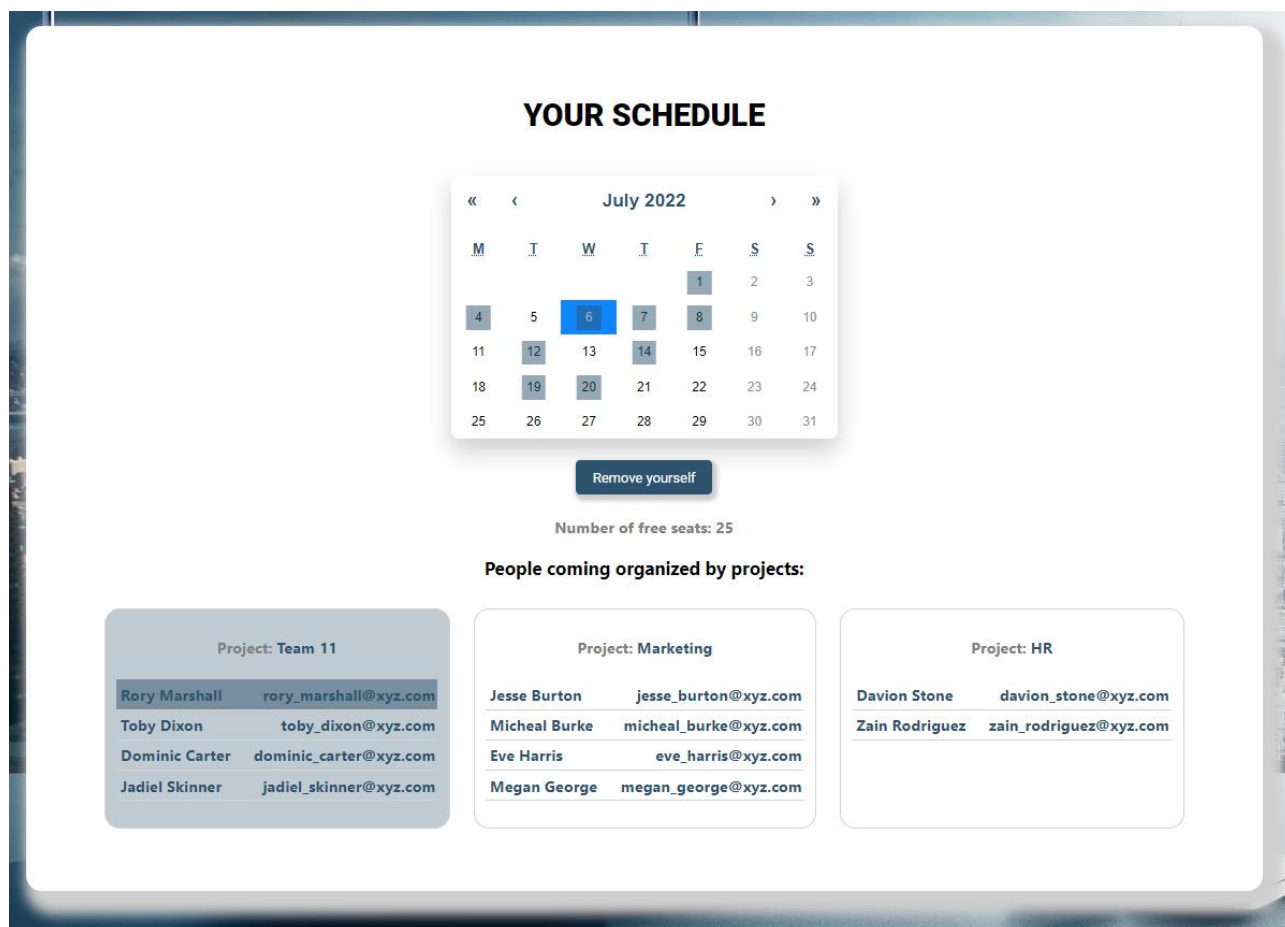 YOUR SCHEDULE
« ‹ July 2022 › »
M T W T F S S
1 2 3
4 5 6 7 8 9 10
11 12 13 14 15 16 17
18 19 20 21 22 23 24
25 26 27 28 29 30 31
Remove yourself
Number of free seats: 25
People coming organized by projects:
Project: Team 11
Rory Marshall rory_marshall@xyz.com
Toby Dixon toby_dixon@xyz.com
Dominic Carter dominic_carter@xyz.com
Jadiel Skinner jadiel_skinner@xyz.com
Project: Marketing
Jesse Burton jesse_burton@xyz.com
Micheal Burke micheal_burke@xyz.com
Eve Harris eve_harris@xyz.com
Megan George megan_george@xyz.com
Project: HR
Davion Stone davion_stone@xyz.com
Zain Rodriguez zain_rodriguez@xyz.com